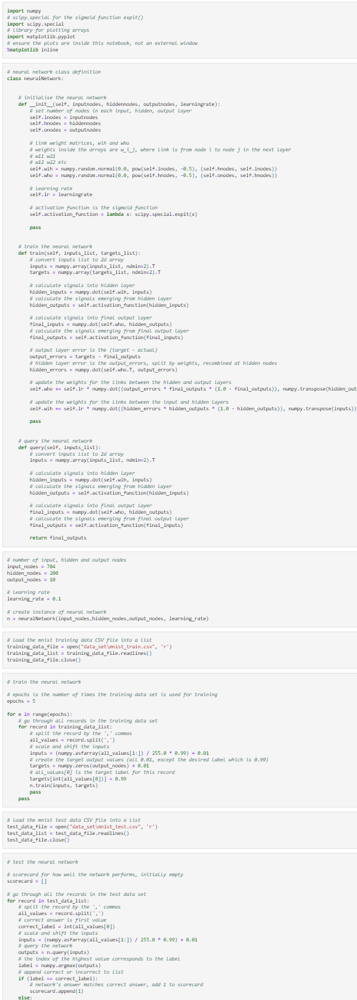 import numpy
# scipy.special for the sigmoid function expit()
import scipy.special
# library for plotting arrays
import matplotlib.pyplot
# ensure the plots are inside this notebook, not an external window
%matplotlib inline
# neural network class definition
class neuralNetwork:
# initialise the neural network
def __init__(self, inputnodes, hiddennodes, outputnodes, learningrate):
# set number of nodes in each input, hidden, output layer
self.inodes = inputnodes
self.hnodes = hiddennodes
self.onodes = outputnodes
# link weight matrices, wih and who
# weights inside the arrays are w_i_j, where link is from node i to node j in the next layer
# w11 w21
# w12 w22 etc
self.wih = numpy.random.normal(0.0, pow(self.inodes, -0.5), (self.hnodes, self.inodes))
self.who = numpy.random.normal(0.0, pow(self.hnodes, -0.5), (self.onodes, self.hnodes))
# learning rate
self.lr = learningrate
# activation function is the sigmoid function
self.activation_function = lambda x: scipy.special.expit(x)
pass
# train the neural network
def train(self, inputs_list, targets_list):
# convert inputs list to 2d array
inputs = numpy.array(inputs_list, ndmin=2).T
targets = numpy.array(targets_list, ndmin=2).T
# calculate signals into hidden layer
hidden_inputs = numpy.dot(self.wih, inputs)
# calculate the signals emerging from hidden layer
hidden_outputs = self.activation_function(hidden_inputs)
# calculate signals into final output layer
final_inputs = numpy.dot(self.who, hidden_outputs)
# calculate the signals emerging from final output layer
final_outputs = self.activation_function(final_inputs)
# output layer error is the (target - actual)
output_errors = targets - final_outputs
# hidden layer error is the output_errors, split by weights, recombined at hidden nodes
hidden_errors = numpy.dot(self.who.T, output_errors)
# update the weights for the links between the hidden and output layers
self.who += self.lr * numpy.dot((output_errors * final_outputs * (1.0 - final_outputs)), numpy.transpose(hidden_out
# update the weights for the links between the input and hidden layers
self.wih += self.lr * numpy.dot((hidden_errors * hidden_outputs * (1.0 - hidden_outputs)), numpy.transpose(inputs))
pass
# query the neural network
def query(self, inputs_list):
# convert inputs list to 2d array
inputs = numpy.array(inputs_list, ndmin=2).T
# calculate signals into hidden layer
hidden_inputs = numpy.dot(self.wih, inputs)
# calculate the signals emerging from hidden layer
hidden_outputs = self.activation_function(hidden_inputs)
# calculate signals into final output layer
final_inputs = numpy.dot(self.who, hidden_outputs)
# calculate the signals emerging from final output layer
final_outputs = self.activation_function(final_inputs)
return final_outputs
# number of input, hidden and output nodes
input_nodes = 784
hidden_nodes = 200
output_nodes = 10
# learning rate
learning_rate = 0.1
# create instance of neural network
n = neuralNetwork(input_nodes,hidden_nodes,output_nodes, learning_rate)
# load the mnist training data CSV file into a list
training_data_file = open("data_set\mnist_train.csv", 'r')
training_data_list = training_data_file.readlines()
training_data_file.close()
# train the neural network
# epochs is the number of times the training data set is used for training
epochs = 5
for e in range(epochs):
# go through all records in the training data set
for record in training_data_list:
# split the record by the ',' commas
all_values = record.split(',')
# scale and shift the inputs
inputs = (numpy.asfarray(all_values[1:]) / 255.0 * 0.99) + 0.01
# create the target output values (all 0.01, except the desired label which is 0.99)
targets = numpy.zeros(output_nodes) + 0.01
# all_values[0] is the target label for this record
targets[int(all_values[0])] = 0.99
n.train(inputs, targets)
pass
pass
# load the mnist test data CSV file into a list
test_data_file = open("data_set\mnist_test.csv", 'r')
test_data_list = test_data_file.readlines()
test_data_file.close()
# test the neural network
# scorecard for how well the network performs, initially empty
scorecard = []
# go through all the records in the test data set
for record in test_data_list:
# split the record by the ',' commas
all_values = record.split(',')
# correct answer is first value
correct_label = int(all_values[0])
# scale and shift the inputs
inputs = (numpy.asfarray(all_values[1:]) / 255.0 * 0.99) + 0.01
# query the network
outputs = n.query(inputs)
# the index of the highest value corresponds to the label
label = numpy.argmax(outputs)
# append correct or incorrect to list
if (label == correct_label):
# network's answer matches correct answer, add 1 to scorecard
scorecard.append(1)
else: